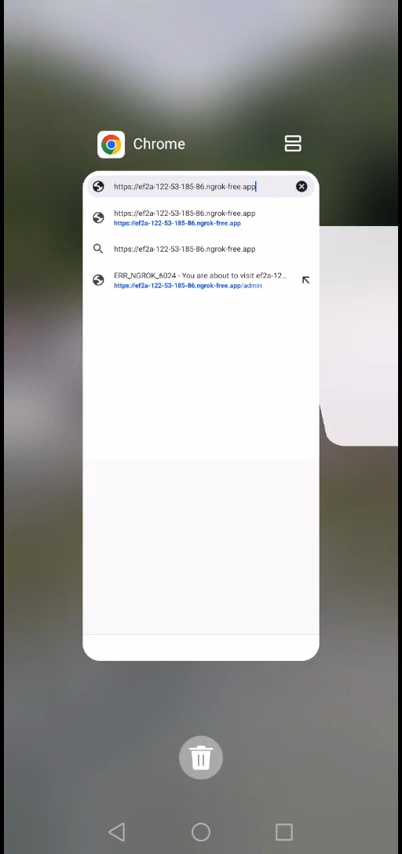 Chrome
https://ef2a-122-53-185-86.ngrok-free.app
https://ef2a-122-53-185-86.ngrok-free.app
https://ef2a-122-53-185-86.ngrok-free.app
https://ef2a-122-53-185-86.ngrok-free.app
ERR_NGROK_6024 - You are about to visit ef2a-12...
https://ef2a-122-53-185-86.ngrok-free.app/admin